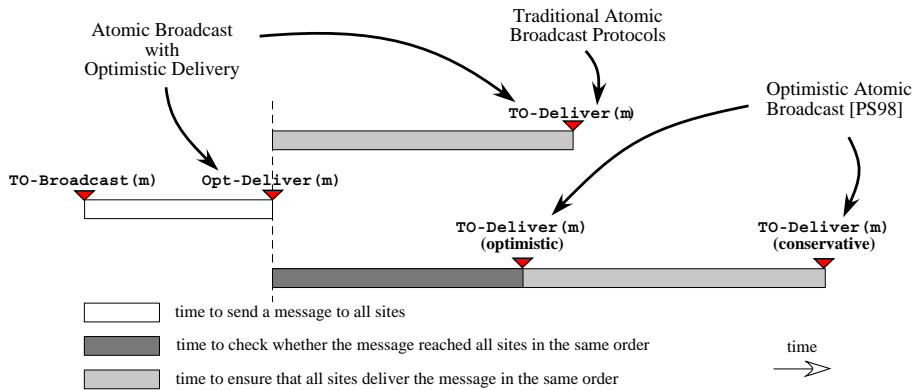 Atomic Broadcast
with
Optimistic Delivery
Traditional Atomic
Broadcast Protocols
Optimistic Atomic
Broadcast [PS98]
TO-Deliver(m)
TO-Broadcast(m)
Opt-Deliver(m)
TO-Deliver(m)
(optimistic)
TO-Deliver(m)
(conservative)
time to send a message to all sites
time to check whether the message reached all sites in the same order
time to ensure that all sites deliver the message in the same order
time